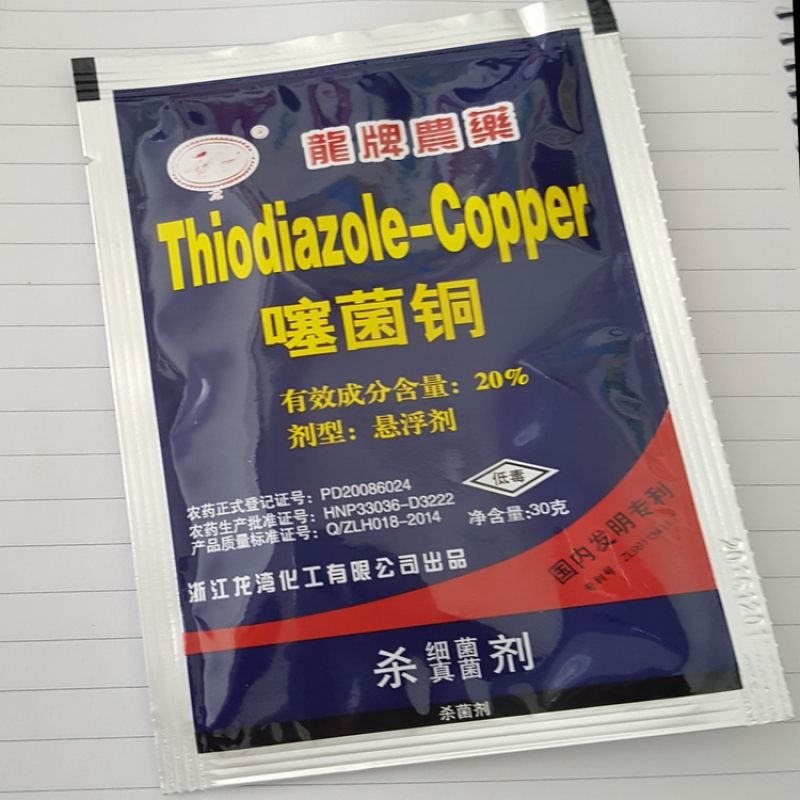 龍牌農藥
Thiodiazole-Copper
噻菌铜
有效成分含量：20%
剂型：悬浮剂
低毒
农药正式登记证号：PD20086024
农药生产批准证号：HNP33036-D3222
产品质量标准证号：Q/ZLH018-2014
净含量:30克
浙江龙湾化工有限公司出品
国内发明专利
专利号
杀细菌真菌剂
杀菌剂